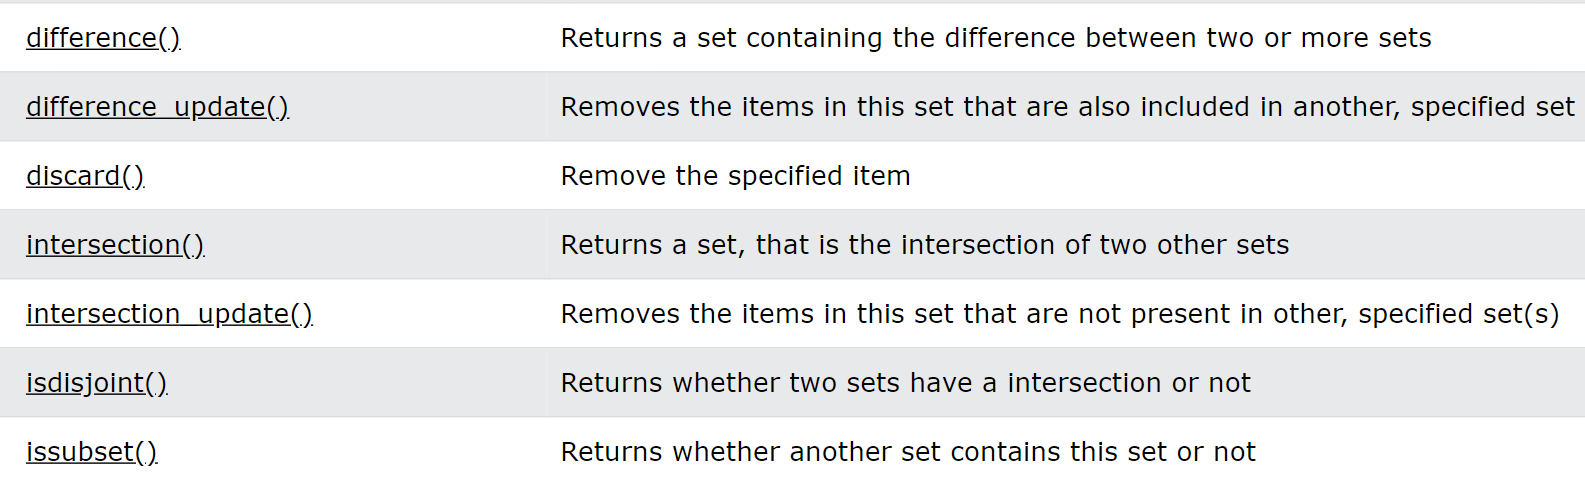 difference() Returns a set containing the difference between two or more sets
difference_update() Removes the items in this set that are also included in another, specified set
discard() Remove the specified item
intersection() Returns a set, that is the intersection of two other sets
intersection_update() Removes the items in this set that are not present in other, specified set(s)
isdisjoint() Returns whether two sets have a intersection or not
issubset() Returns whether another set contains this set or not